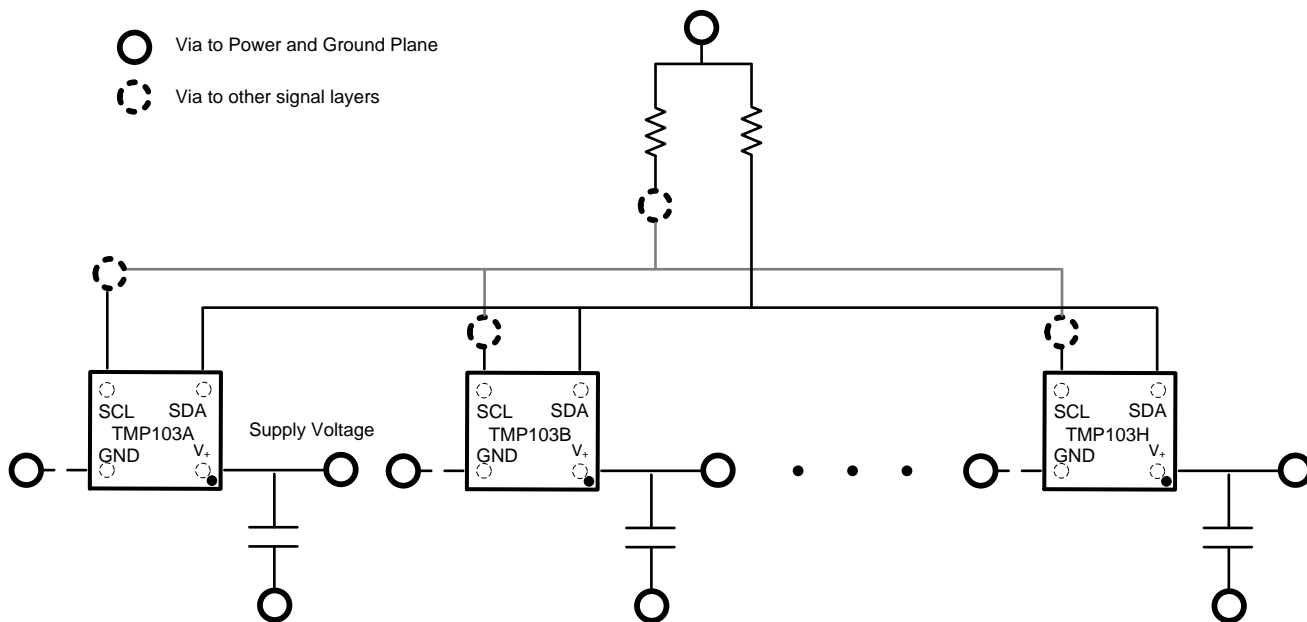 Via to Power and Ground Plane
Via to other signal layers
SCL SDA
TMP103A
GND V+
Supply Voltage
SCL SDA
TMP103B
GND V+
SCL SDA
TMP103H
GND V+